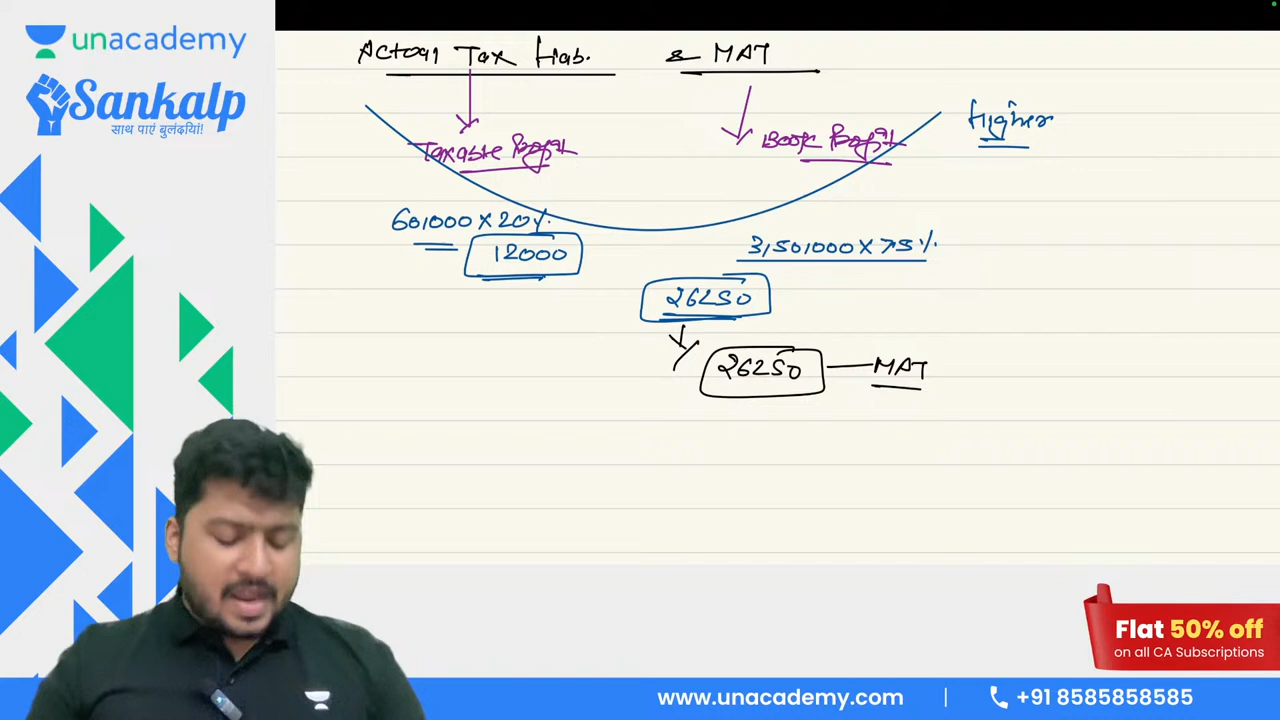 unacademy
Sankalp
साथ पाएं बुलंदियां!
Actual Tax Liab. & MAT
Taxable Profit Book Profit Higher
60,000 X 20%
12000
3,50,000 X 7.5%
26250
26250 — MAT
Flat 50% off
on all CA Subscriptions
www.unacademy.com | +91 8585858585